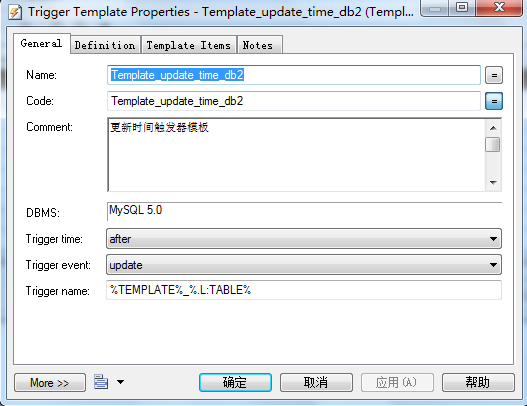 Trigger Template Properties - Template_update_time_db2 (Templ...
General Definition Template Items Notes
Name: Template_update_time_db2 =
Code: Template_update_time_db2 =
Comment: 更新时间触发器模板
DBMS: MySQL 5.0
Trigger time: after
Trigger event: update
Trigger name: %TEMPLATE%_%.L:TABLE%
More >> 确定 取消 应用(A) 帮助